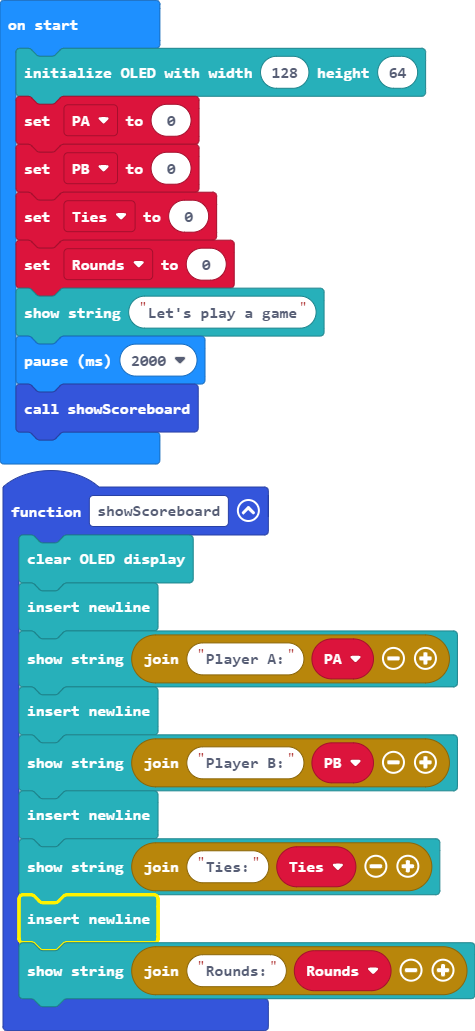 on start
initialize OLED with width 128 height 64
set PA to 0
set PB to 0
set Ties to 0
set Rounds to 0
show string "Let's play a game"
pause (ms) 2000
call showScoreboard
function showScoreboard
clear OLED display
insert newline
show string join "Player A:" PA
insert newline
show string join "Player B:" PB
insert newline
show string join "Ties:" Ties
insert newline
show string join "Rounds:" Rounds